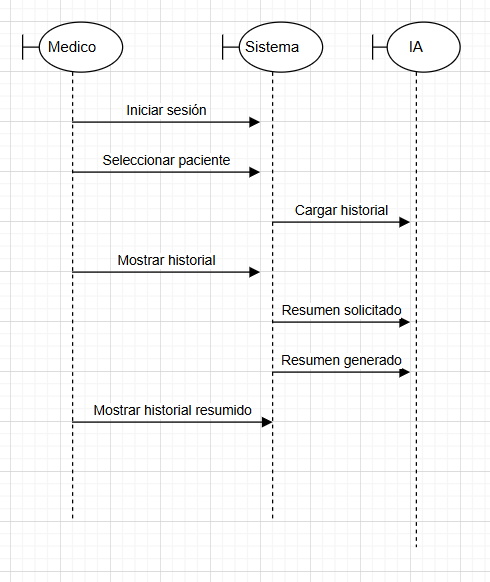 Medico
Sistema
IA
Iniciar sesión
Seleccionar paciente
Cargar historial
Mostrar historial
Resumen solicitado
Resumen generado
Mostrar historial resumido